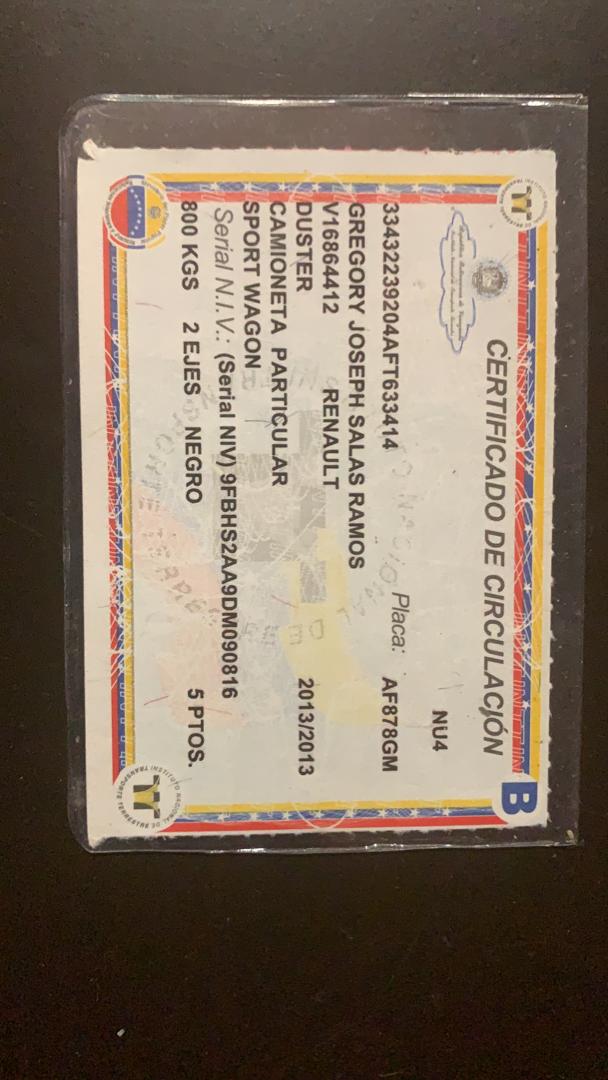 CERTIFICADO DE CIRCULACIÓN
B
NU4
33432239204AFT633414 Placa: AF878GM
GREGORY JOSEPH SALAS RAMOS
V16864412 RENAULT
DUSTER 2013/2013
CAMIONETA PARTICULAR
SPORT WAGON
Serial N.I.V.: (Serial NIV) 9FBHS2AA9DM090816
800 KGS 2 EJES NEGRO 5 PTOS.
INSTITUTO NACIONAL DE TRANSPORTE TERRESTRE